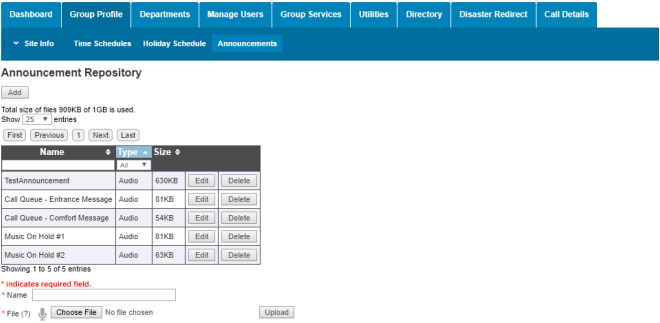 Dashboard Group Profile Departments Manage Users Group Services Utilities Directory Disaster Redirect Call Details
Site Info Time Schedules Holiday Schedule Announcements
Announcement Repository
Add
Total size of files 909KB of 1GB is used.
Show 25 entries
First Previous 1 Next Last
Name Type Size
All
TestAnnouncement Audio 630KB Edit Delete
Call Queue - Entrance Message Audio 81KB Edit Delete
Call Queue - Comfort Message Audio 54KB Edit Delete
Music On Hold #1 Audio 81KB Edit Delete
Music On Hold #2 Audio 63KB Edit Delete
Showing 1 to 5 of 5 entries
* indicates required field.
* Name
* File (?) Choose File No file chosen Upload